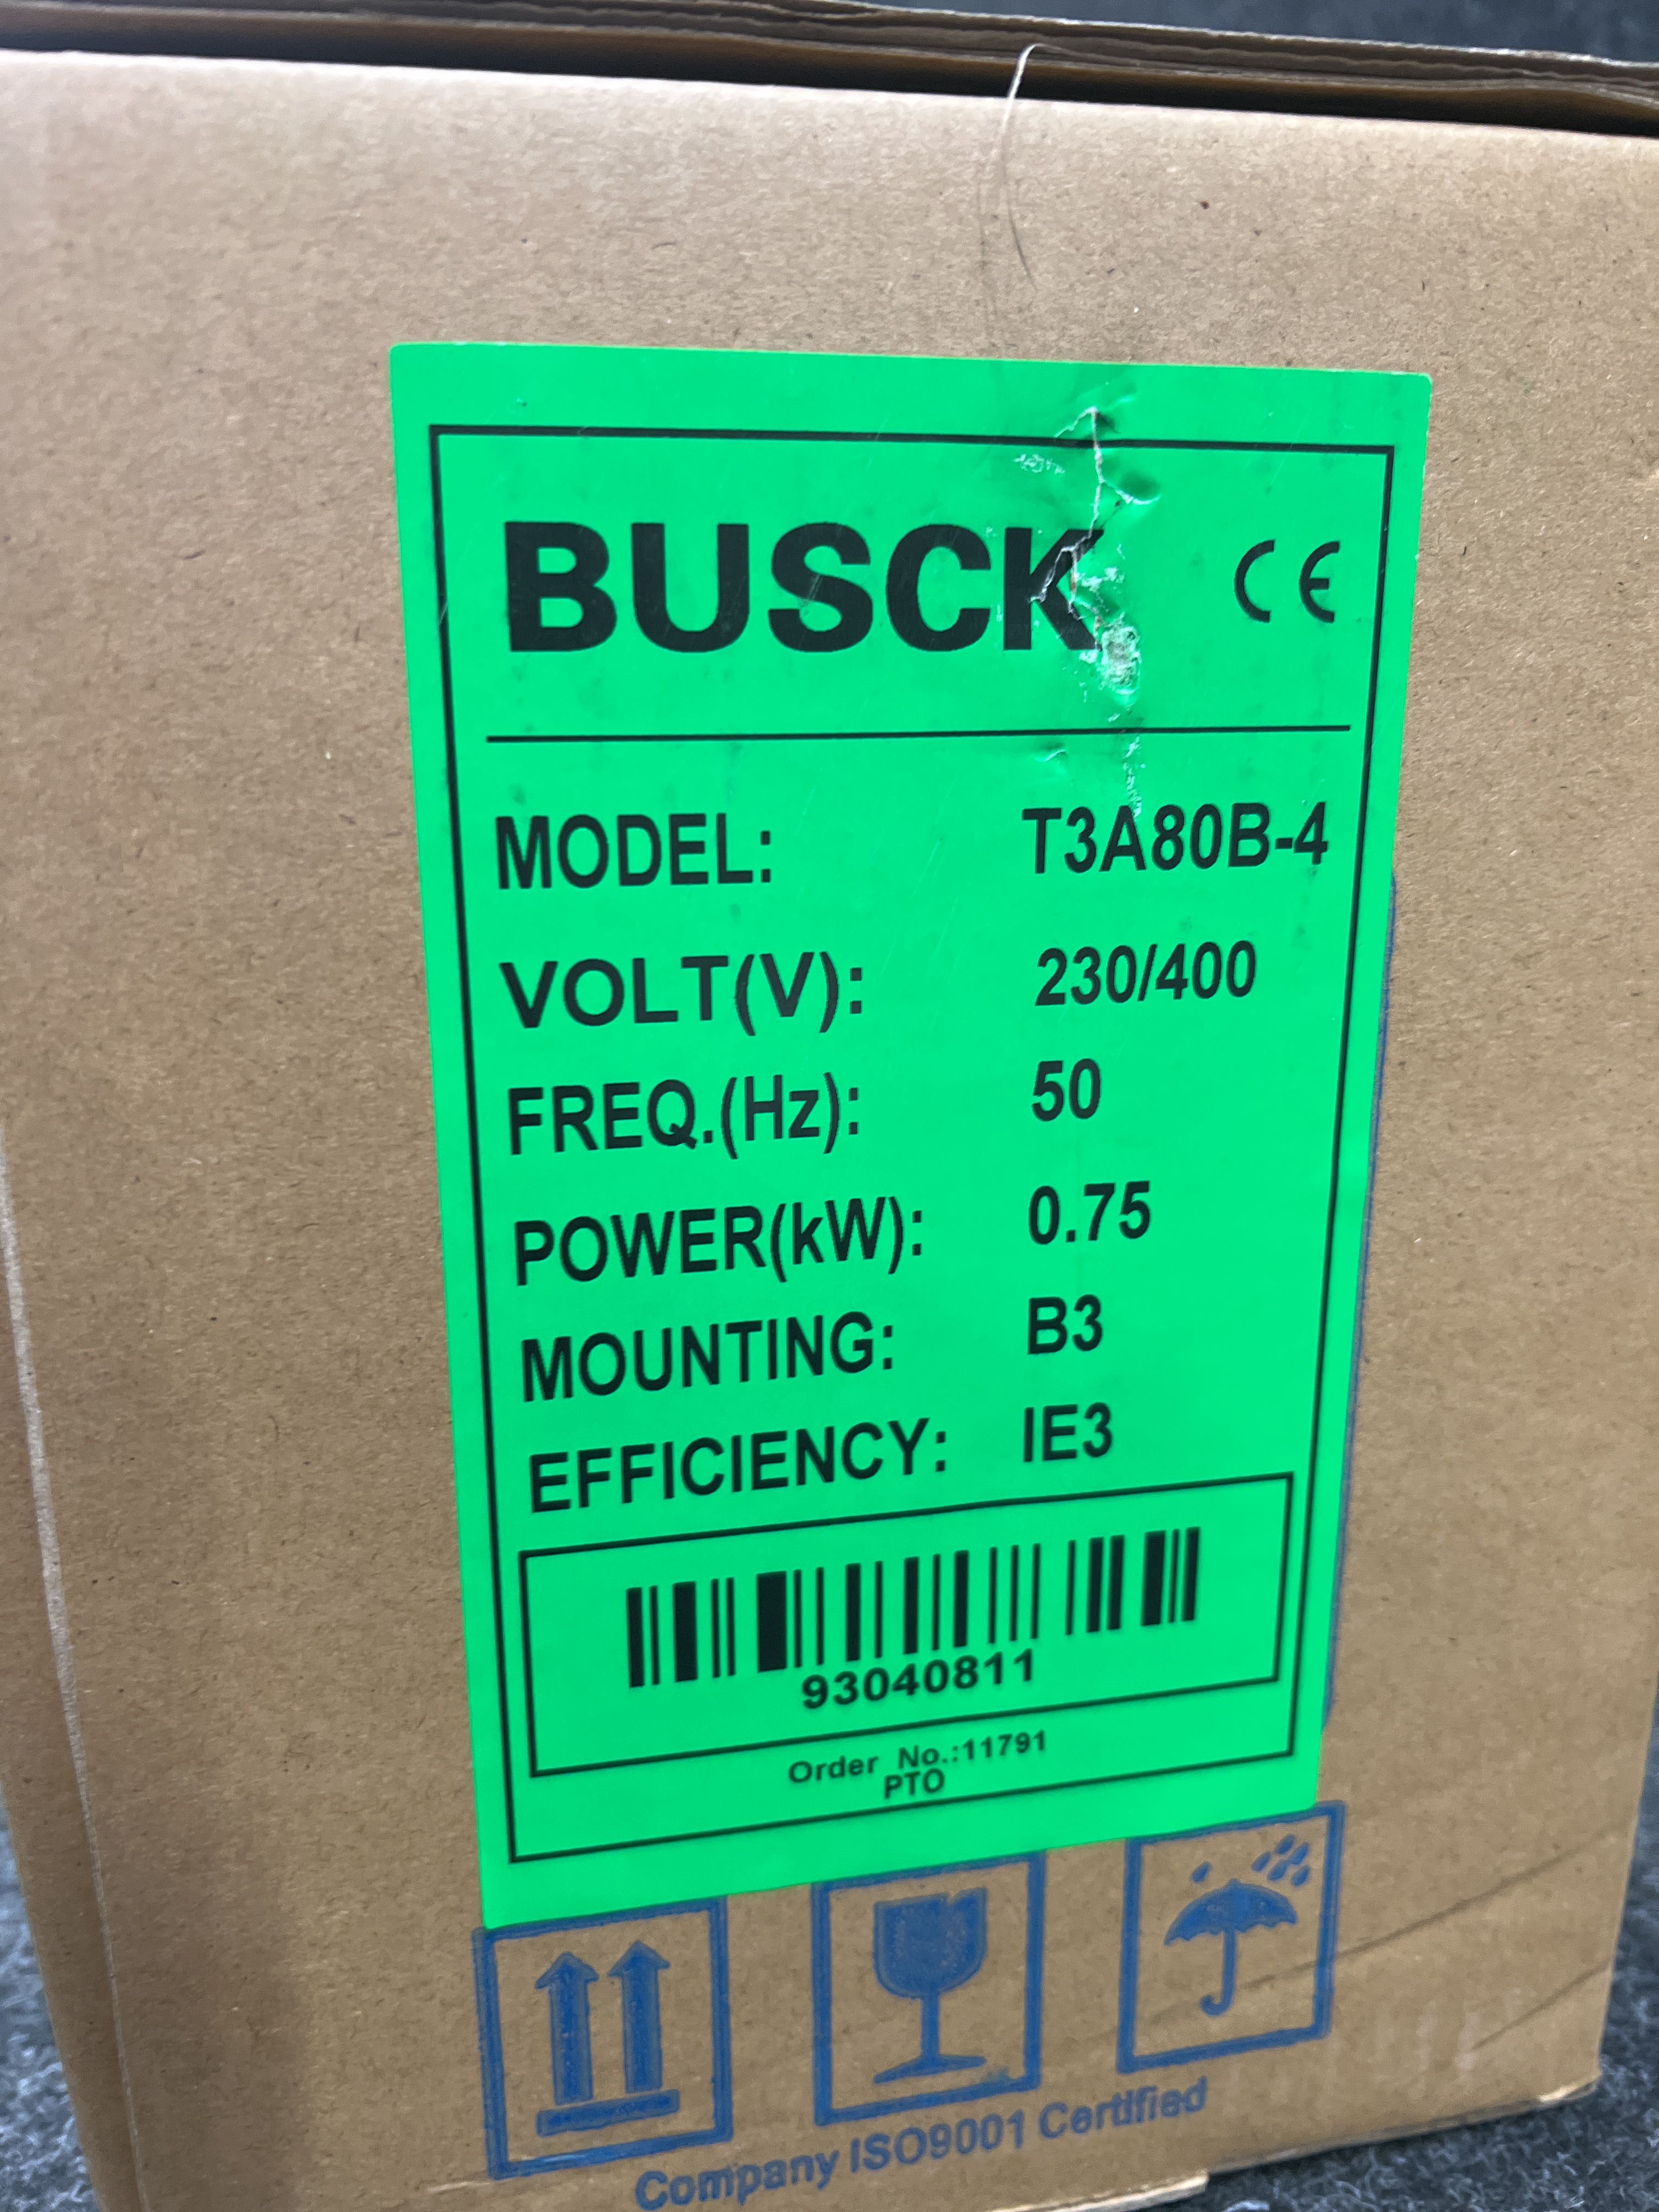 BUSCK CE
MODEL: T3A80B-4
VOLT(V): 230/400
FREQ.(Hz): 50
POWER(kW): 0.75
MOUNTING: B3
EFFICIENCY: IE3
93040811
Order No.:11791
PTO
Company ISO9001 Certified